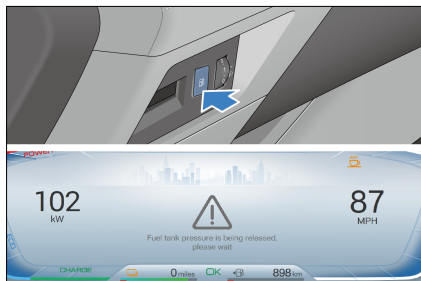 POWER
102
kW
87
MPH
Fuel tank pressure is being released,
please wait
ECO
CHARGE
0 miles OK 898 km